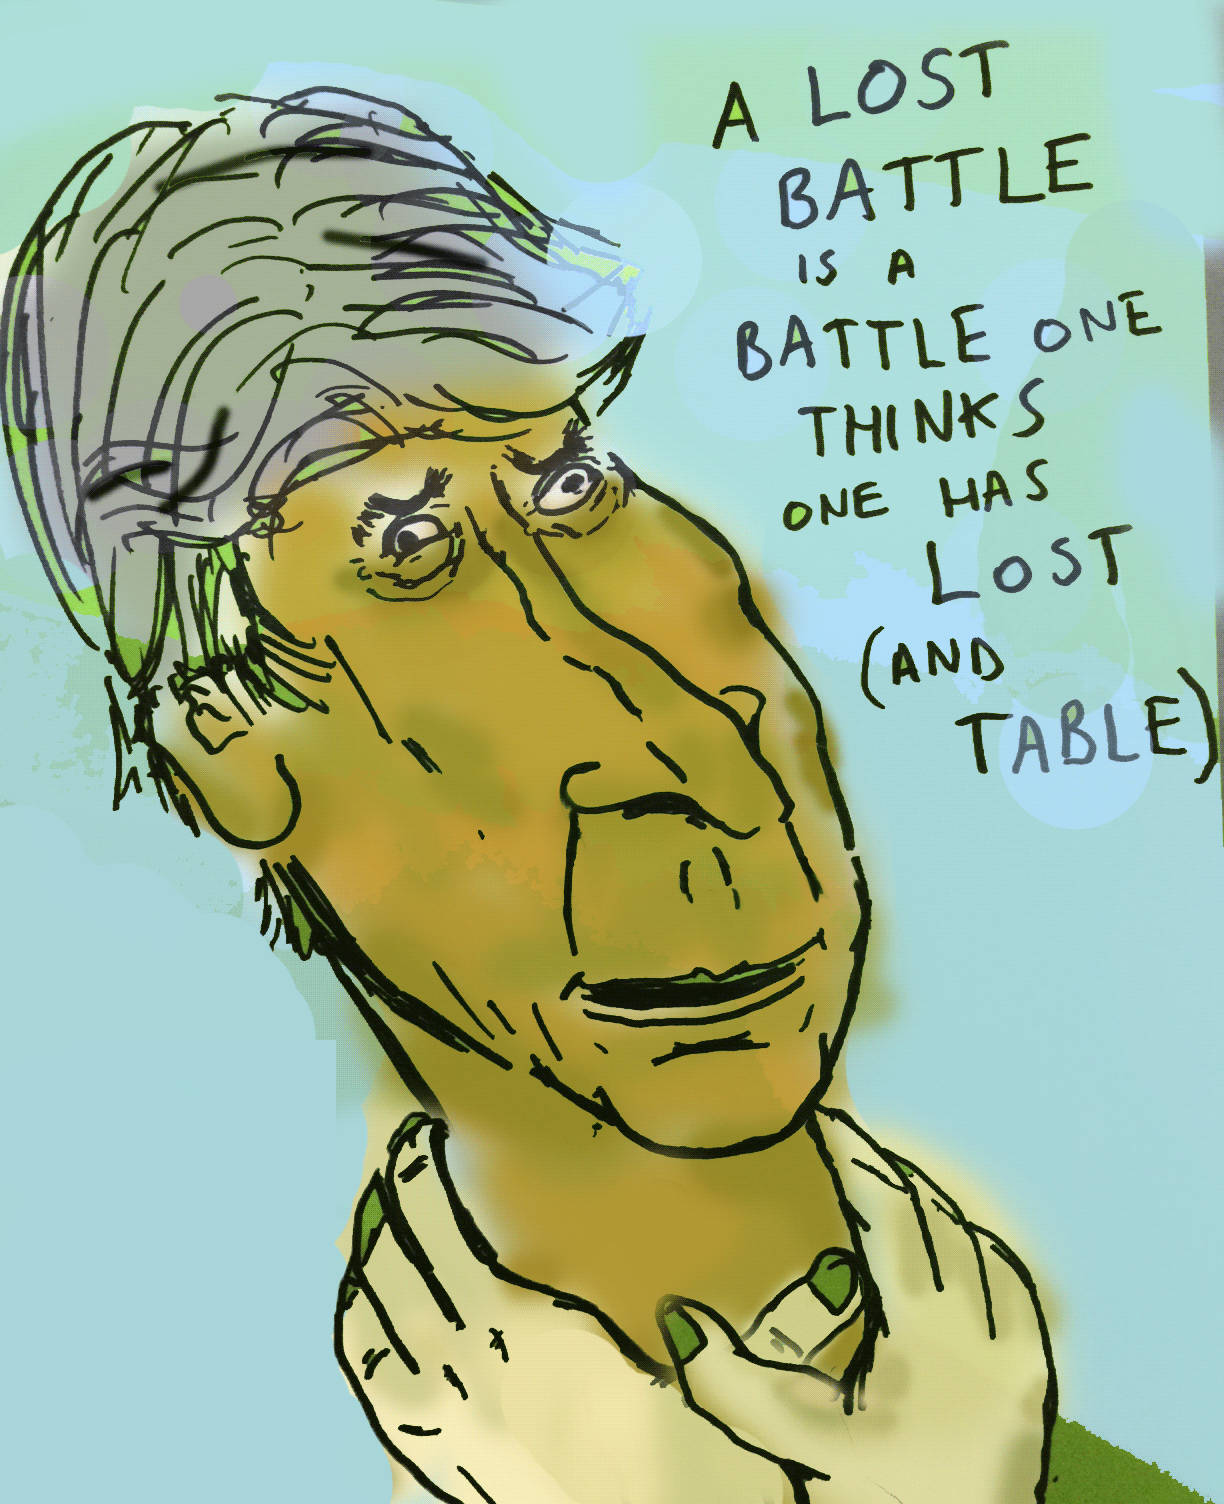 A LOST
BATTLE
IS A
BATTLE ONE
THINKS
ONE HAS
LOST
(AND
TABLE)